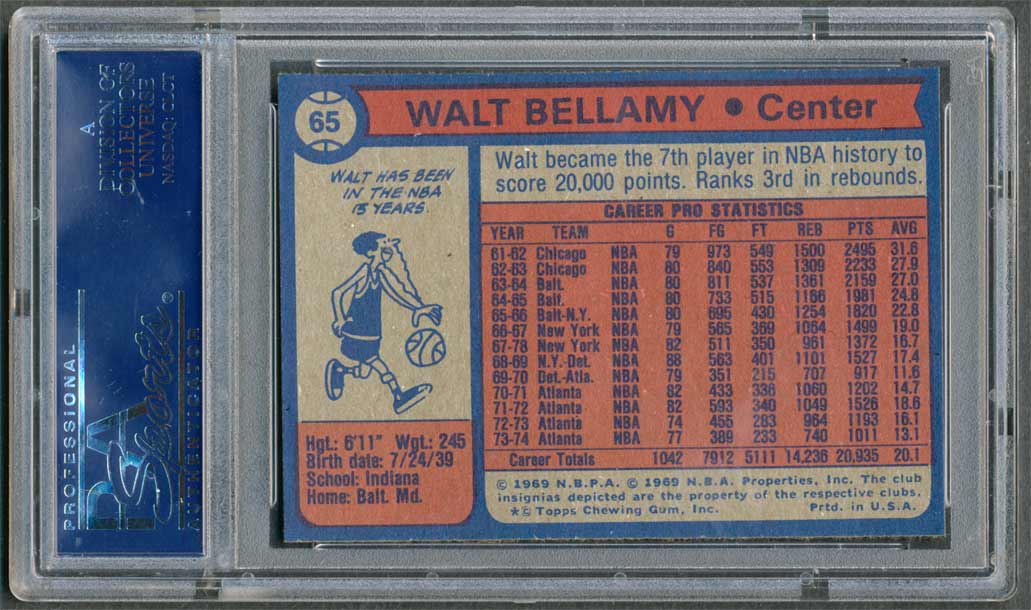 A
DIVISION OF
COLLECTORS
UNIVERSE
NASDAQ: CLCT
PROFESSIONAL
PSA
Sports
AUTHENTICATOR
®
65
WALT BELLAMY • Center
WALT HAS BEEN
IN THE NBA
13 YEARS.
Walt became the 7th player in NBA history to
score 20,000 points. Ranks 3rd in rebounds.
CAREER PRO STATISTICS
YEAR TEAM G FG FT REB PTS AVG
61-62 Chicago NBA 79 973 549 1500 2495 31.6
62-63 Chicago NBA 80 840 553 1309 2233 27.9
63-64 Balt. NBA 80 811 537 1361 2159 27.0
64-65 Balt. NBA 80 733 515 1166 1981 24.8
65-66 Balt-N.Y. NBA 80 695 430 1254 1820 22.8
66-67 New York NBA 79 565 369 1064 1499 19.0
67-78 New York NBA 82 511 350 961 1372 16.7
68-69 N.Y.-Det. NBA 88 563 401 1101 1527 17.4
69-70 Det.-Atla. NBA 79 351 215 707 917 11.6
70-71 Atlanta NBA 82 433 336 1060 1202 14.7
71-72 Atlanta NBA 82 593 340 1049 1526 18.6
72-73 Atlanta NBA 74 455 283 964 1193 16.1
73-74 Atlanta NBA 77 389 233 740 1011 13.1
Career Totals 1042 7912 5111 14,236 20,935 20.1
Hgt.: 6'11" Wgt.: 245
Birth date: 7/24/39
School: Indiana
Home: Balt. Md.
© 1969 N.B.P.A. © 1969 N.B.A. Properties, Inc. The club
insignias depicted are the property of the respective clubs.
*© Topps Chewing Gum, Inc. Prtd. in U.S.A.